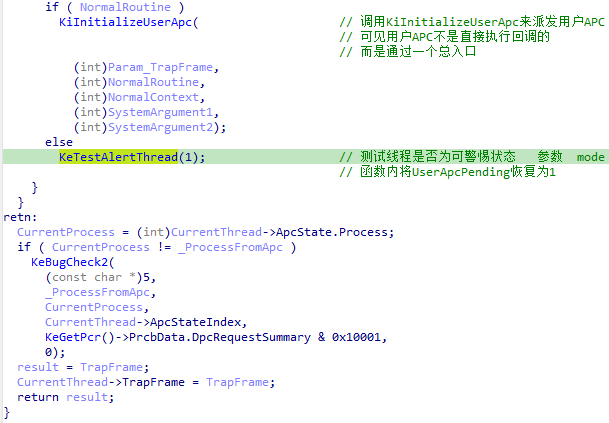 if ( NormalRoutine )
KiInitializeUserApc( // 调用KiInitializeUserApc来派发用户APC
// 可见用户APC不是直接执行回调的
// 而是通过一个总入口
(int)Param_TrapFrame,
(int)NormalRoutine,
(int)NormalContext,
(int)SystemArgument1,
(int)SystemArgument2);
else
KeTestAlertThread(1); // 测试线程是否为可警惕状态 参数 mode
// 函数内将UserApcPending恢复为1
}
}
retn:
CurrentProcess = (int)CurrentThread->ApcState.Process;
if ( CurrentProcess != _ProcessFromApc )
KeBugCheck2(
(const char *)5,
_ProcessFromApc,
CurrentProcess,
CurrentThread->ApcStateIndex,
KeGetPcr()->PrcbData.DpcRequestSummary & 0x10001,
0);
result = TrapFrame;
CurrentThread->TrapFrame = TrapFrame;
return result;
}